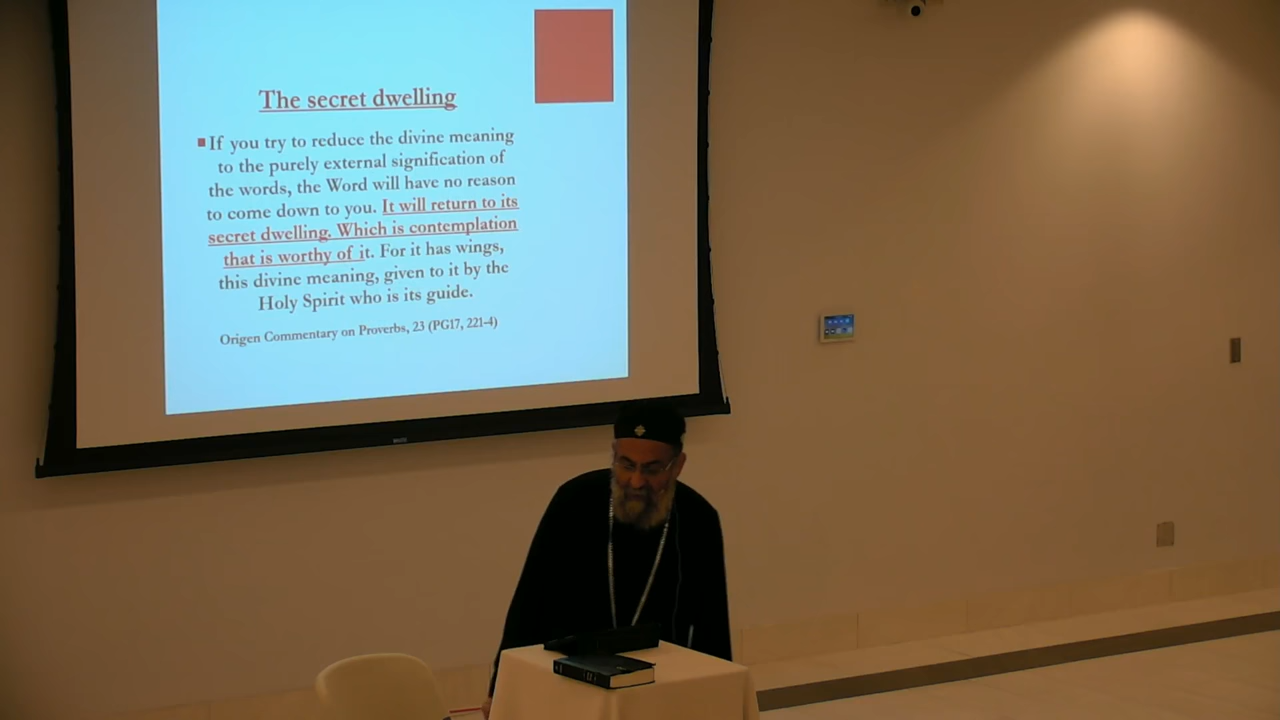 The secret dwelling
If you try to reduce the divine meaning
to the purely external signification of
the words, the Word will have no reason
to come down to you. It will return to its
secret dwelling. Which is contemplation
that is worthy of it. For it has wings,
this divine meaning, given to it by the
Holy Spirit who is its guide.
Origen Commentary on Proverbs, 23 (PG17, 221-4)